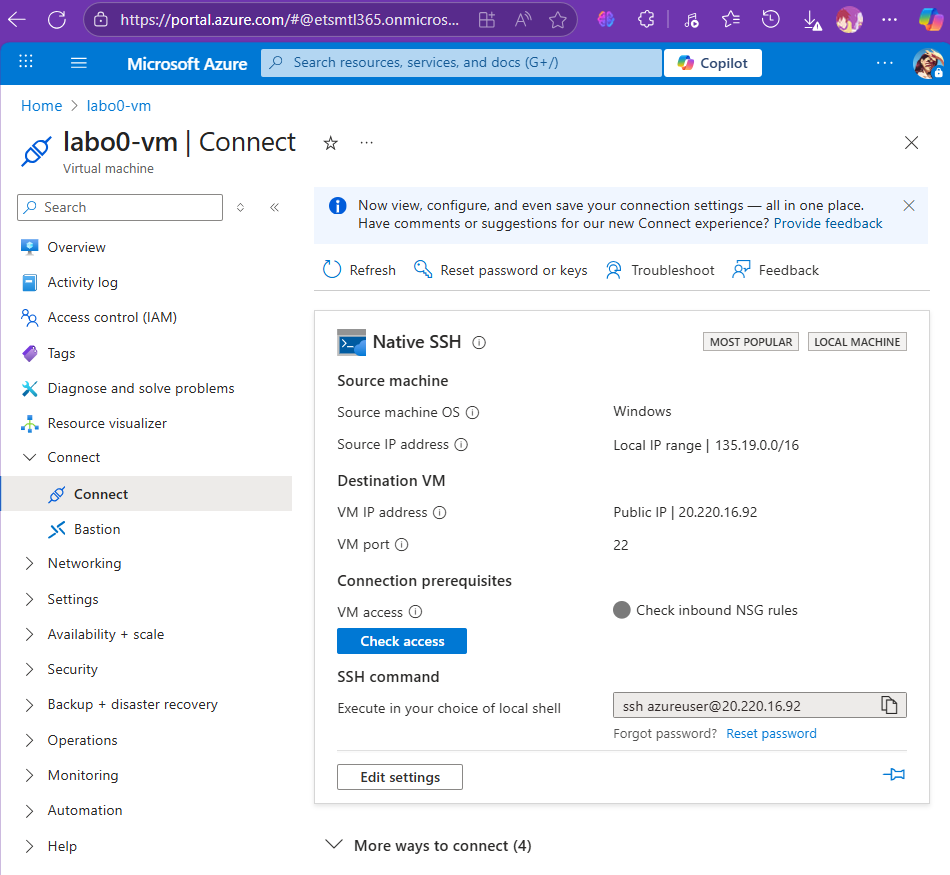 https://portal.azure.com/#@etsmtl365.onmicros...
Microsoft Azure
Search resources, services, and docs (G+/)
Copilot
Home > labo0-vm
labo0-vm | Connect
Virtual machine
Search
Overview
Activity log
Access control (IAM)
Tags
Diagnose and solve problems
Resource visualizer
Connect
Connect
Bastion
Networking
Settings
Availability + scale
Security
Backup + disaster recovery
Operations
Monitoring
Automation
Help
Now view, configure, and even save your connection settings — all in one place.
Have comments or suggestions for our new Connect experience? Provide feedback
Refresh Reset password or keys Troubleshoot Feedback
Native SSH MOST POPULAR LOCAL MACHINE
Source machine
Source machine OS Windows
Source IP address Local IP range | 135.19.0.0/16
Destination VM
VM IP address Public IP | 20.220.16.92
VM port 22
Connection prerequisites
VM access Check inbound NSG rules
Check access
SSH command
Execute in your choice of local shell ssh azureuser@20.220.16.92
Forgot password? Reset password
Edit settings
More ways to connect (4)